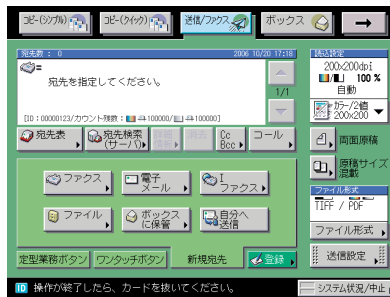 コピー(シンプル)
コピー(クイック)
送信/ファクス
ボックス
宛先数 : 0
2006 10/20 17:18
宛先を指定してください。
1/1
[ID : 00000123/カウント残数 : 100000/ 100000]
宛先表
宛先検索
(サーバ)
詳細
情報
消去
Cc
Bcc
コール
ファクス
電子
メール
I
ファクス
ファイル
ボックス
に保管
自分へ
送信
定型業務ボタン
ワンタッチボタン
新規宛先
登録
読込設定
200x200dpi
100 %
自動
カラー/2値
200x200
両面原稿
原稿サイズ
混載
ファイル形式
TIFF / PDF
ファイル形式
送信設定
ID 操作が終了したら、カードを抜いてください。
システム状況/中止